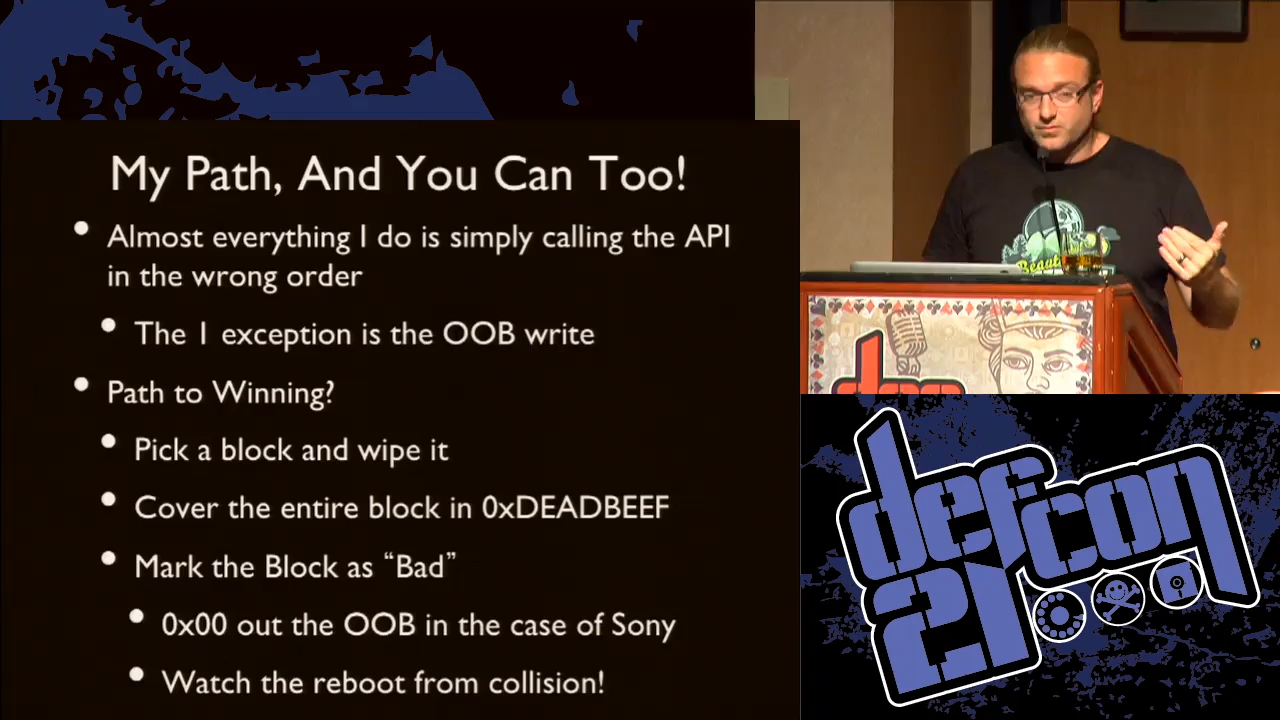 My Path, And You Can Too!
Almost everything I do is simply calling the API
in the wrong order
The 1 exception is the OOB write
Path to Winning?
Pick a block and wipe it
Cover the entire block in 0xDEADBEEF
Mark the Block as “Bad”
0x00 out the OOB in the case of Sony
Watch the reboot from collision!
defcon
21